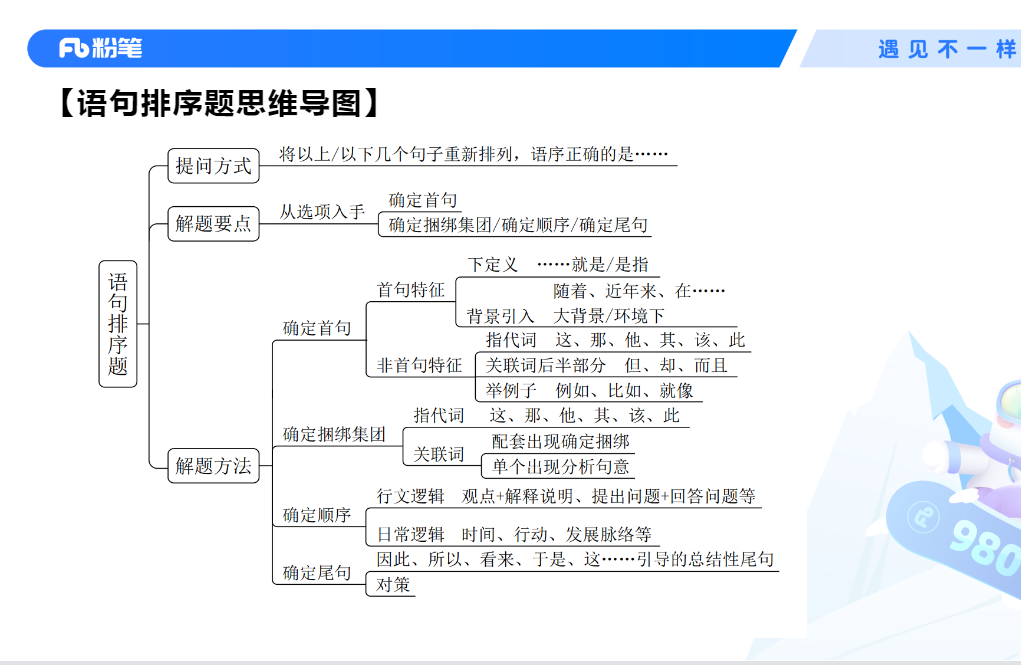 粉笔
遇见不一样
【语句排序题思维导图】
语句排序题
提问方式
将以上/以下几个句子重新排列，语序正确的是……
解题要点
从选项入手
确定首句
确定捆绑集团/确定顺序/确定尾句
解题方法
确定首句
首句特征
下定义 ……就是/是指
背景引入 随着、近年来、在……
大背景/环境下
非首句特征
指代词 这、那、他、其、该、此
关联词后半部分 但、却、而且
举例子 例如、比如、就像
确定捆绑集团
指代词 这、那、他、其、该、此
关联词
配套出现确定捆绑
单个出现分析句意
确定顺序
行文逻辑 观点+解释说明、提出问题+回答问题等
日常逻辑 时间、行动、发展脉络等
确定尾句
因此、所以、看来、于是、这……引导的总结性尾句
对策
980